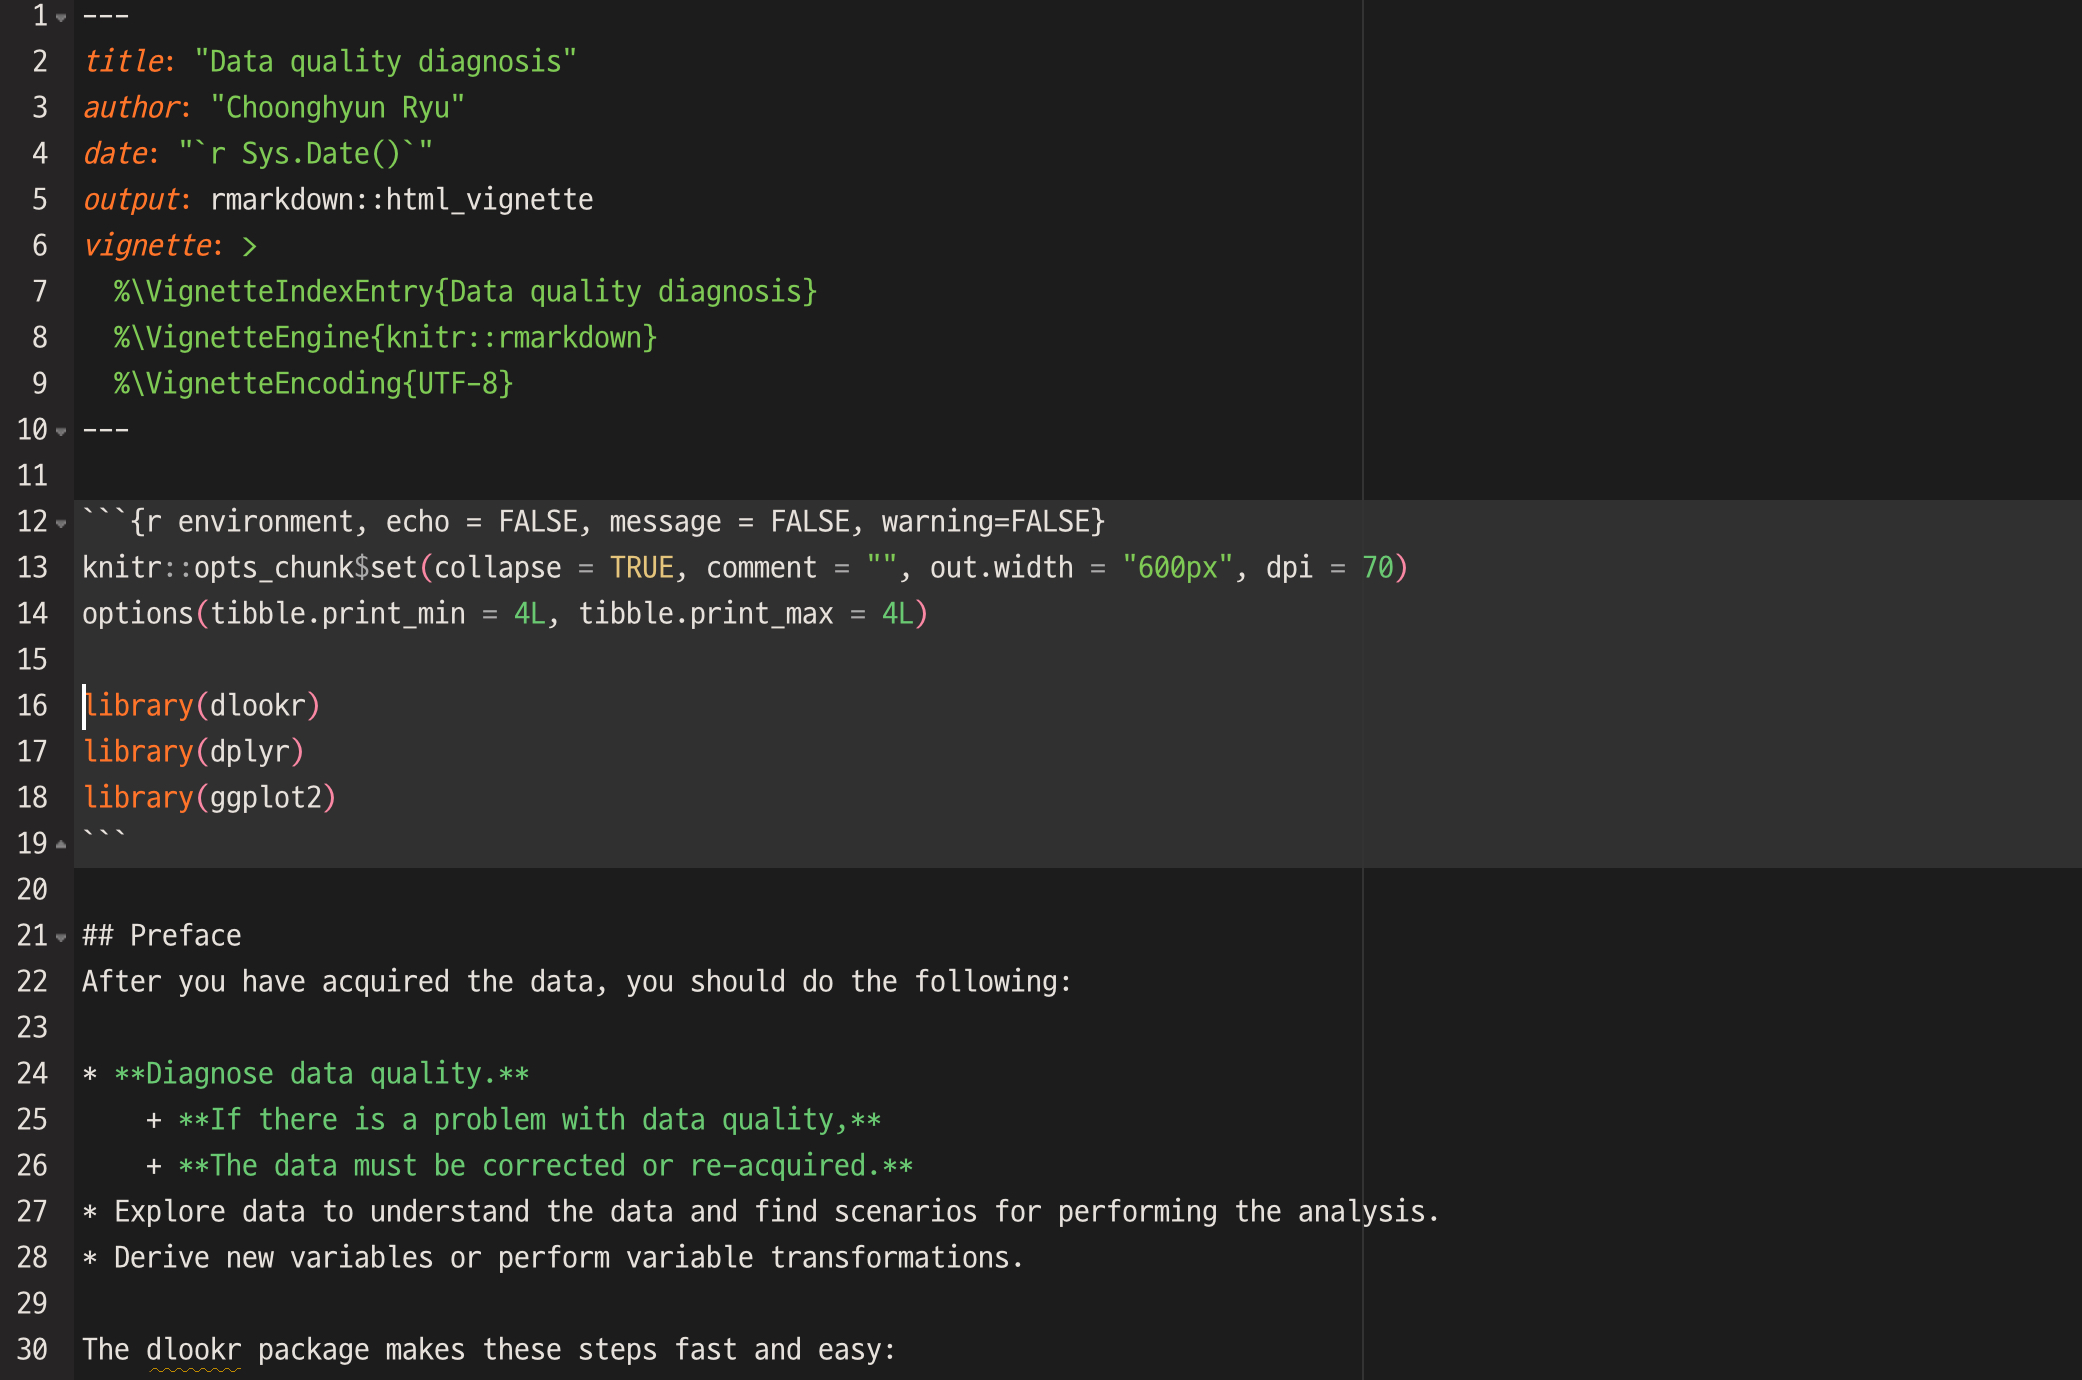 1 ---
2 title: "Data quality diagnosis"
3 author: "Choonghyun Ryu"
4 date: "`r Sys.Date()`"
5 output: rmarkdown::html_vignette
6 vignette: >
7   %\VignetteIndexEntry{Data quality diagnosis}
8   %\VignetteEngine{knitr::rmarkdown}
9   %\VignetteEncoding{UTF-8}
10 ---
11
12 ```{r environment, echo = FALSE, message = FALSE, warning=FALSE}
13 knitr::opts_chunk$set(collapse = TRUE, comment = "", out.width = "600px", dpi = 70)
14 options(tibble.print_min = 4L, tibble.print_max = 4L)
15
16 library(dlookr)
17 library(dplyr)
18 library(ggplot2)
19 ```
20
21 ## Preface
22 After you have acquired the data, you should do the following:
23
24 * **Diagnose data quality.**
25     + **If there is a problem with data quality,**
26     + **The data must be corrected or re-acquired.**
27 * Explore data to understand the data and find scenarios for performing the analysis.
28 * Derive new variables or perform variable transformations.
29
30 The dlookr package makes these steps fast and easy: